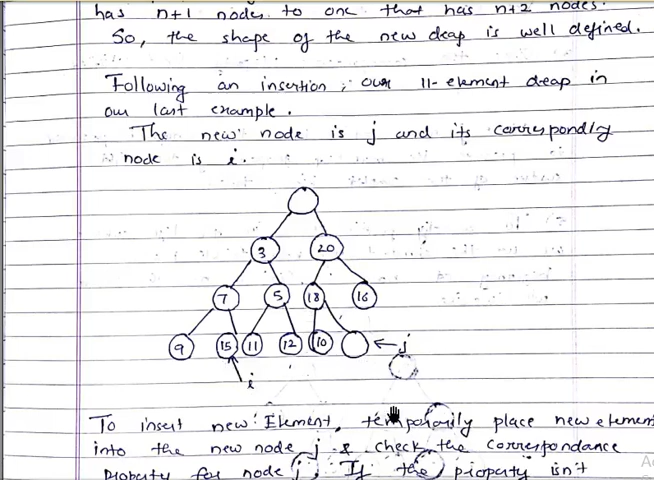 has n+1 nodes to one that has n+2 nodes.
So, the shape of the new deap is well defined.
Following an insertion, our 11-element deap in
our last example.
The new node is j and its correspondly
node is i.
3 20
7 5 18 16
9 15 11 12 10 j
i
To insert new Element, temporarily place new elemen
into the new node j & check the correspondance
property for node j. If the property isn't